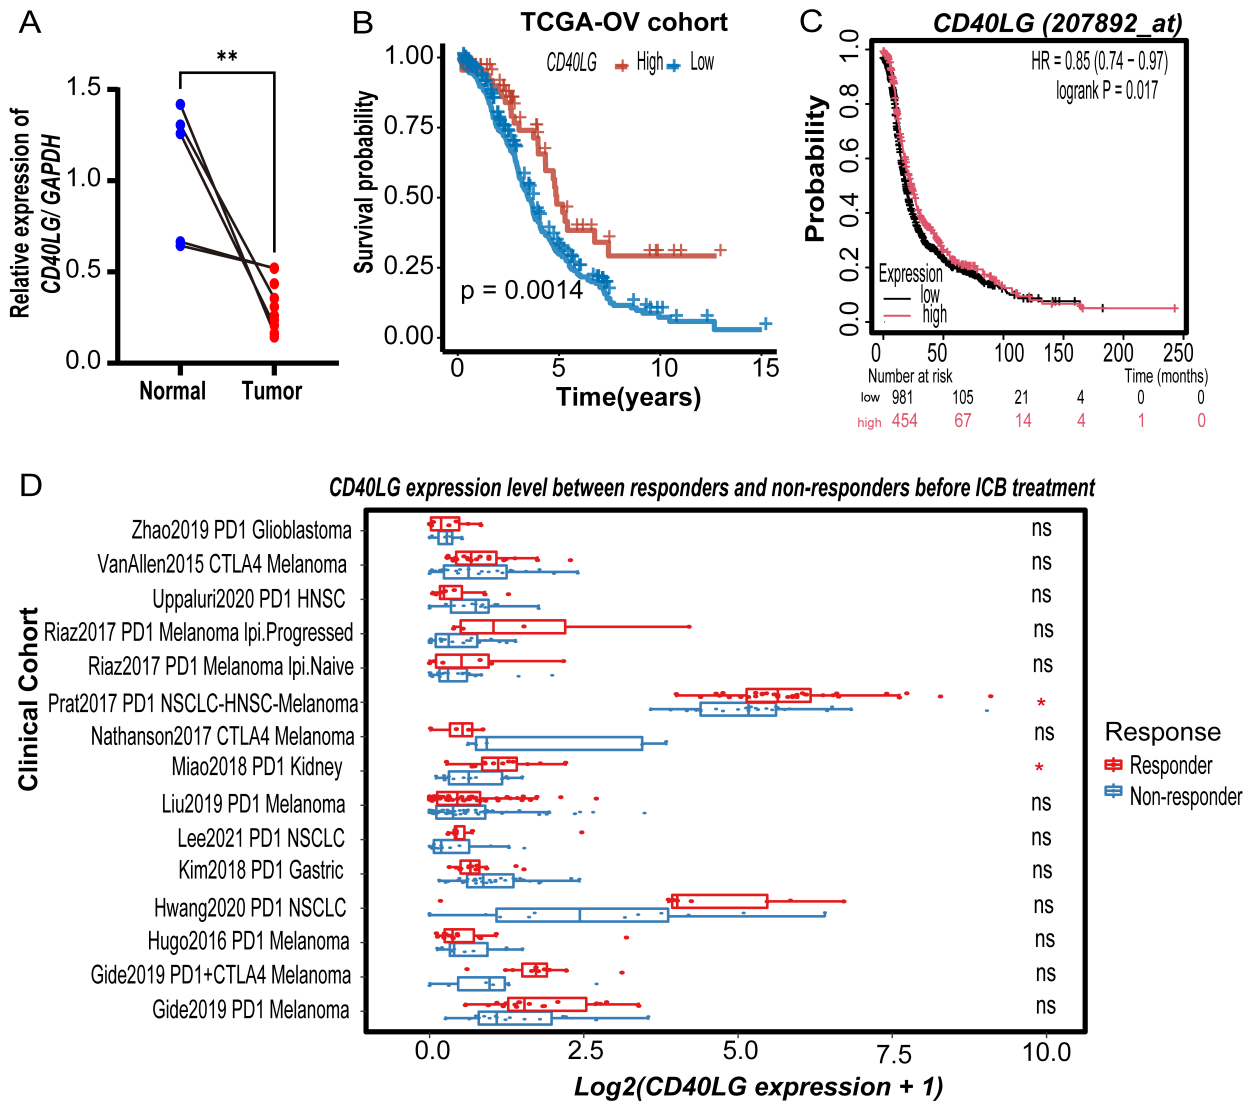 A
**
Relative expression of
CD40LG/ GAPDH
1.5
1.0
0.5
0.0
Normal
Tumor
B
TCGA-OV cohort
CD40LG High Low
Survival probability
1.00
0.75
0.50
0.25
0.00
p = 0.0014
0 5 10 15
Time(years)
C
CD40LG (207892_at)
HR = 0.85 (0.74 − 0.97)
logrank P = 0.017
Probability
1.0
0.8
0.6
0.4
0.2
0.0
Expression
low
high
0 50 100 150 200 250
Number at risk
Time (months)
low 981 105 21 4 0 0
high 454 67 14 4 1 0
D
CD40LG expression level between responders and non-responders before ICB treatment
Clinical Cohort
Zhao2019 PD1 Glioblastoma ns
VanAllen2015 CTLA4 Melanoma ns
Uppaluri2020 PD1 HNSC ns
Riaz2017 PD1 Melanoma Ipi.Progressed ns
Riaz2017 PD1 Melanoma Ipi.Naive ns
Prat2017 PD1 NSCLC-HNSC-Melanoma *
Nathanson2017 CTLA4 Melanoma ns
Miao2018 PD1 Kidney *
Liu2019 PD1 Melanoma ns
Lee2021 PD1 NSCLC ns
Kim2018 PD1 Gastric ns
Hwang2020 PD1 NSCLC ns
Hugo2016 PD1 Melanoma ns
Gide2019 PD1+CTLA4 Melanoma ns
Gide2019 PD1 Melanoma ns
0.0 2.5 5.0 7.5 10.0
Log2(CD40LG expression + 1)
Response
Responder
Non-responder